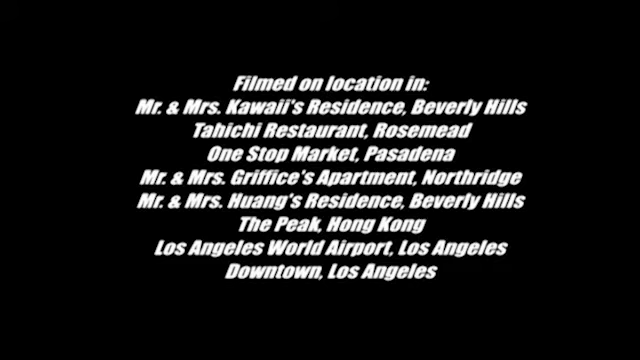 Filmed on location in:
Mr. & Mrs. Kawaii's Residence, Beverly Hills
Tahichi Restaurant, Rosemead
One Stop Market, Pasadena
Mr. & Mrs. Griffice's Apartment, Northridge
Mr. & Mrs. Huang's Residence, Beverly Hills
The Peak, Hong Kong
Los Angeles World Airport, Los Angeles
Downtown, Los Angeles